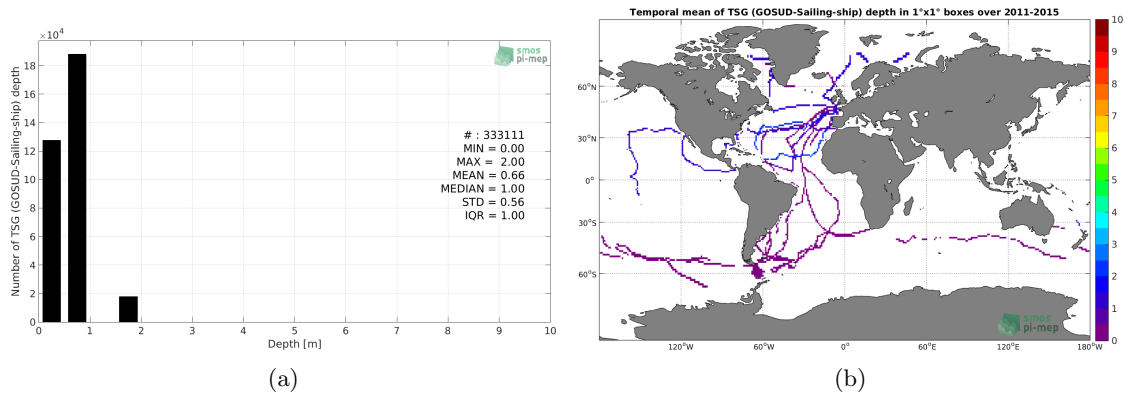 ×10⁴
18
16
14
12
10
8
6
4
2
0
Number of TSG (GOSUD-Sailing-ship) depth
smos
pi-mep
# : 333111
MIN = 0.00
MAX = 2.00
MEAN = 0.66
MEDIAN = 1.00
STD = 0.56
IQR = 1.00
0 1 2 3 4 5 6 7 8 9 10
Depth [m]
(a)
Temporal mean of TSG (GOSUD-Sailing-ship) depth in 1°x1° boxes over 2011-2015
60°N
30°N
0°
30°S
60°S
120°W 60°W 0° 60°E 120°E 180°W
smos
pi-mep
10
9
8
7
6
5
4
3
2
1
0
(b)